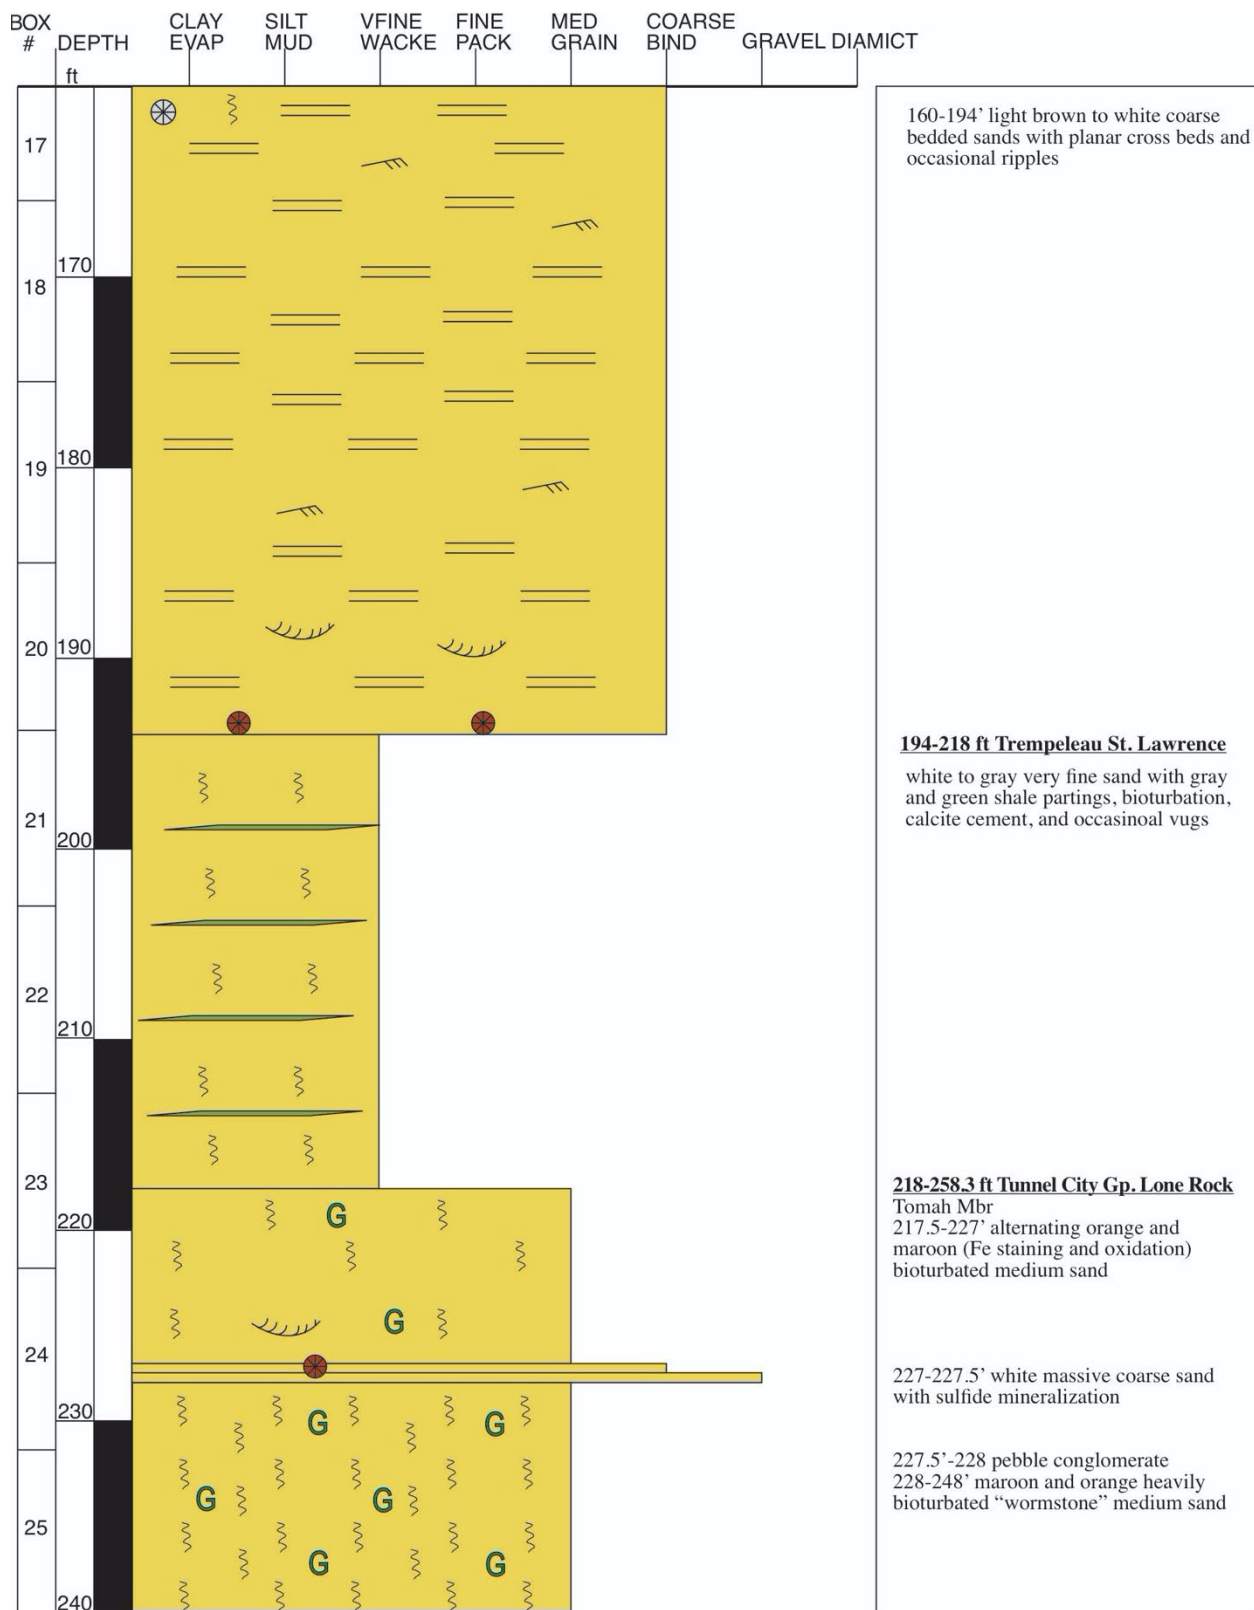 BOX
#
DEPTH
ft
CLAY
EVAP
SILT
MUD
VFINE
WACKE
FINE
PACK
MED
GRAIN
COARSE
BIND
GRAVEL
DIAMICT
17
160-194’ light brown to white coarse
bedded sands with planar cross beds and
occasional ripples
170
18
180
19
190
20
194-218 ft Trempeleau St. Lawrence
white to gray very fine sand with gray
and green shale partings, bioturbation,
calcite cement, and occasinoal vugs
21
200
22
210
23
218-258.3 ft Tunnel City Gp. Lone Rock
Tomah Mbr
217.5-227’ alternating orange and
maroon (Fe staining and oxidation)
bioturbated medium sand
G
220
G
24
227-227.5’ white massive coarse sand
with sulfide mineralization
230
G G
227.5’-228 pebble conglomerate
228-248’ maroon and orange heavily
bioturbated “wormstone” medium sand
G G
25
G G
240